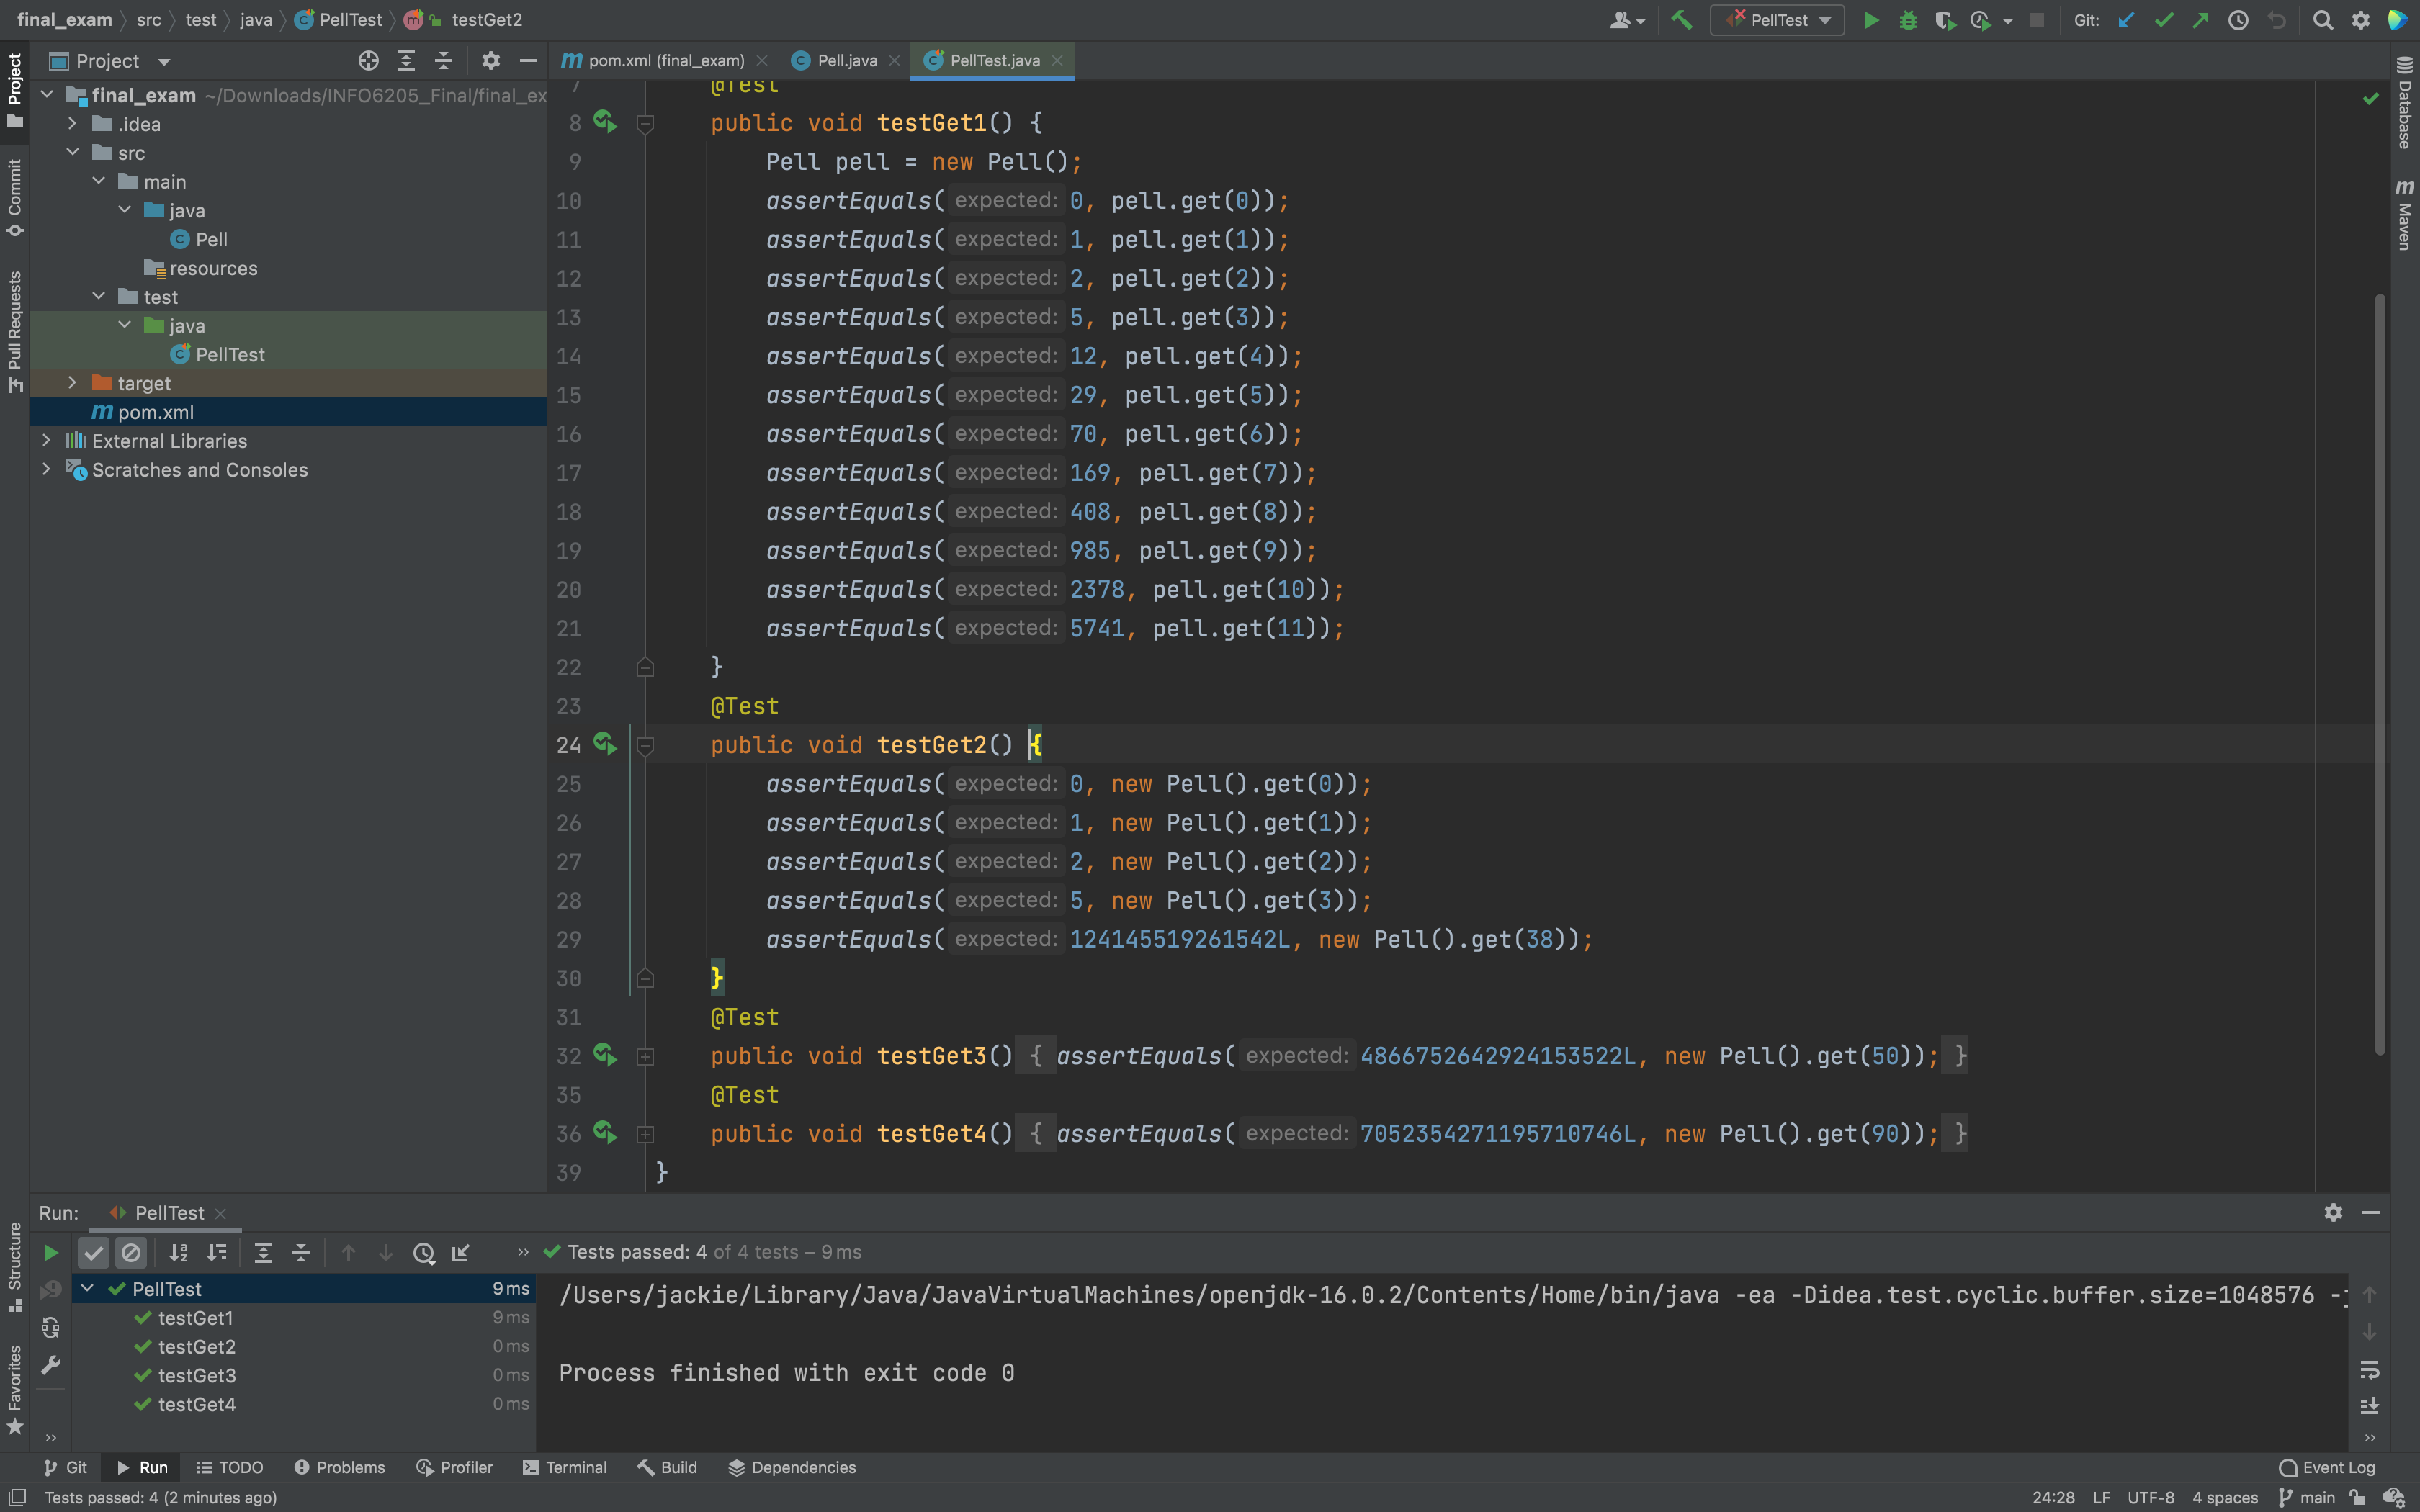 final_exam src test java PellTest testGet2
PellTest Git:
Project
pom.xml (final_exam) Pell.java PellTest.java
final_exam ~/Downloads/INFO6205_Final/final_ex
.idea
src
main
java
Pell
resources
test
java
PellTest
target
pom.xml
External Libraries
Scratches and Consoles
Project
Commit
Pull Requests
Structure
Favorites
Database
Maven
7 @Test
8 public void testGet1() {
9 Pell pell = new Pell();
10 assertEquals( expected: 0, pell.get(0));
11 assertEquals( expected: 1, pell.get(1));
12 assertEquals( expected: 2, pell.get(2));
13 assertEquals( expected: 5, pell.get(3));
14 assertEquals( expected: 12, pell.get(4));
15 assertEquals( expected: 29, pell.get(5));
16 assertEquals( expected: 70, pell.get(6));
17 assertEquals( expected: 169, pell.get(7));
18 assertEquals( expected: 408, pell.get(8));
19 assertEquals( expected: 985, pell.get(9));
20 assertEquals( expected: 2378, pell.get(10));
21 assertEquals( expected: 5741, pell.get(11));
22 }
23 @Test
24 public void testGet2() {
25 assertEquals( expected: 0, new Pell().get(0));
26 assertEquals( expected: 1, new Pell().get(1));
27 assertEquals( expected: 2, new Pell().get(2));
28 assertEquals( expected: 5, new Pell().get(3));
29 assertEquals( expected: 124145519261542L, new Pell().get(38));
30 }
31 @Test
32 public void testGet3() { assertEquals( expected: 4866752642924153522L, new Pell().get(50)); }
35 @Test
36 public void testGet4() { assertEquals( expected: 7052354271195710746L, new Pell().get(90)); }
39 }
Run: PellTest
Tests passed: 4 of 4 tests – 9 ms
PellTest 9 ms
testGet1 9 ms
testGet2 0 ms
testGet3 0 ms
testGet4 0 ms
/Users/jackie/Library/Java/JavaVirtualMachines/openjdk-16.0.2/Contents/Home/bin/java -ea -Didea.test.cyclic.buffer.size=1048576 -j
Process finished with exit code 0
Git Run TODO Problems Profiler Terminal Build Dependencies Event Log
Tests passed: 4 (2 minutes ago) 24:28 LF UTF-8 4 spaces main